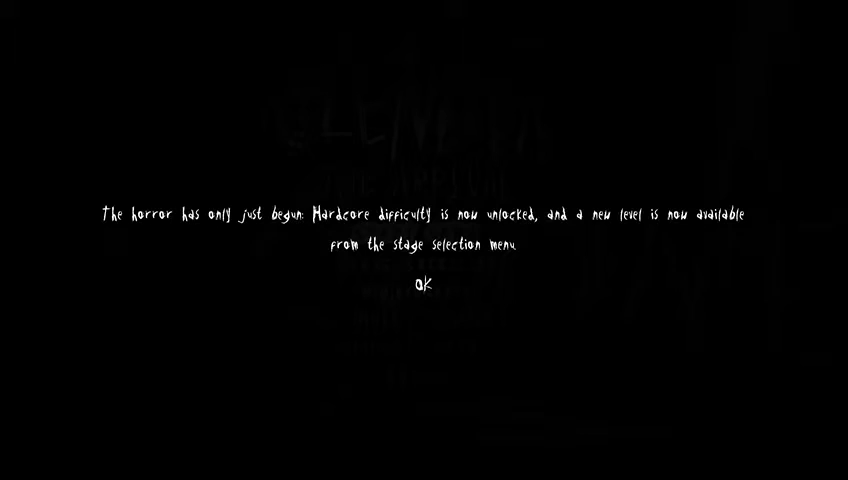 The horror has only just begun: Hardcore difficulty is now unlocked, and a new level is now available
from the stage selection menu.
OK